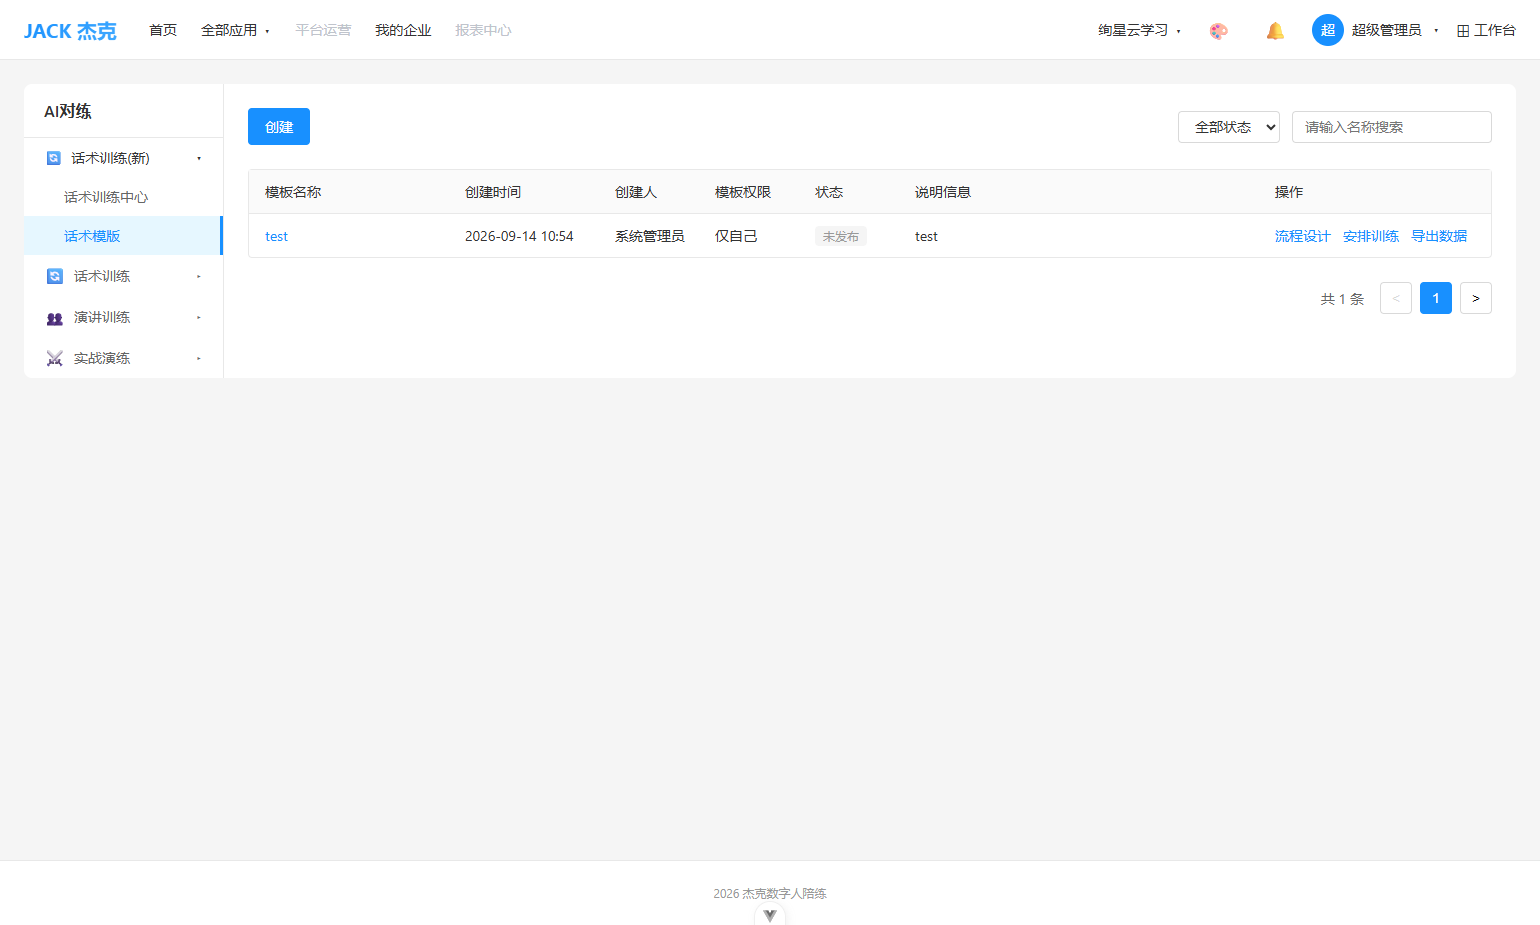 JACK 杰克 首页 全部应用 平台运营 我的企业 报表中心 绚星云学习 超 超级管理员 工作台
AI对练
话术训练(新)
话术训练中心
话术模版
话术训练
演讲训练
实战演练
创建 全部状态 请输入名称搜索
模板名称 创建时间 创建人 模板权限 状态 说明信息 操作
test 2026-09-14 10:54 系统管理员 仅自己 未发布 test 流程设计 安排训练 导出数据
共 1 条 < 1 >
2026 杰克数字人陪练